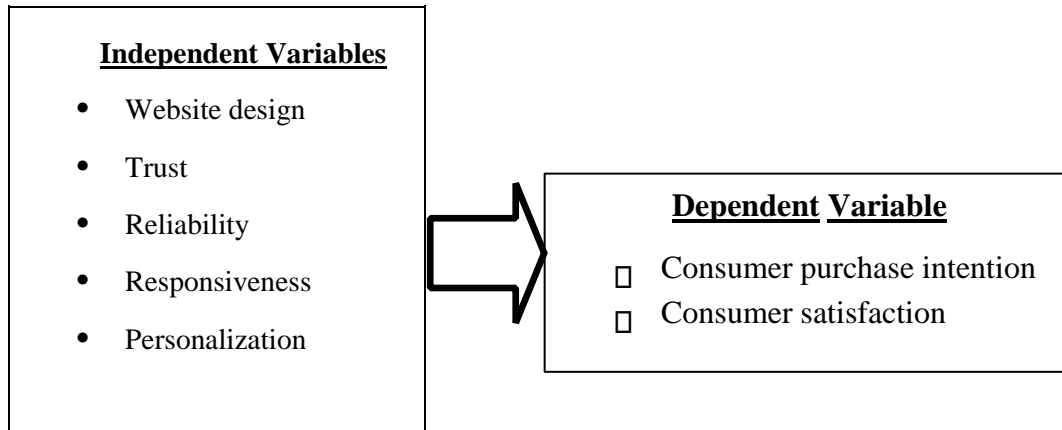 Independent Variables
• Website design
• Trust
• Reliability
• Responsiveness
• Personalization
Dependent Variable
▯ Consumer purchase intention
▯ Consumer satisfaction